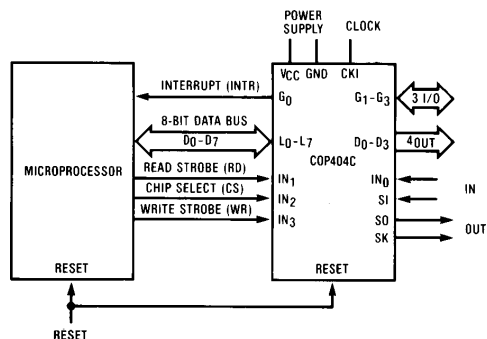 POWER
SUPPLY
CLOCK
VCC GND CKI
INTERRUPT (INTR)
G0
G1–G3
3 I/O
8-BIT DATA BUS
D0–D7
L0–L7
D0–D3
4 OUT
MICROPROCESSOR
COP404C
READ STROBE (RD)
IN1
IN0
IN
CHIP SELECT (CS)
IN2
SI
WRITE STROBE (WR)
IN3
SO
OUT
SK
RESET
RESET
RESET